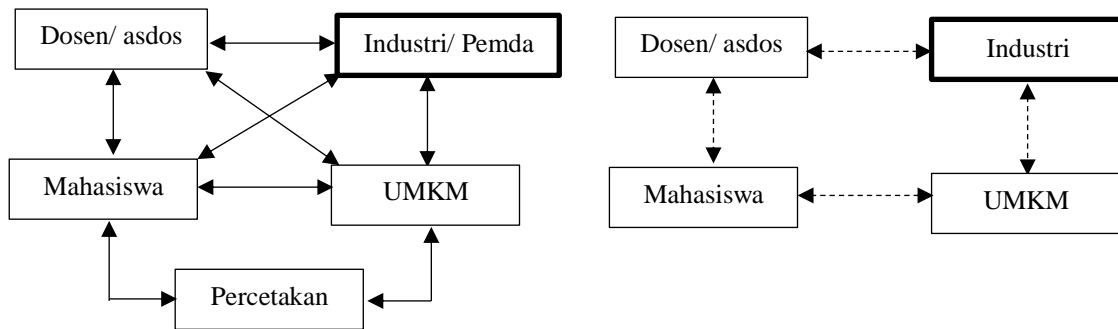 Dosen/ asdos
Industri/ Pemda
Mahasiswa
UMKM
Percetakan
Dosen/ asdos
Industri
Mahasiswa
UMKM